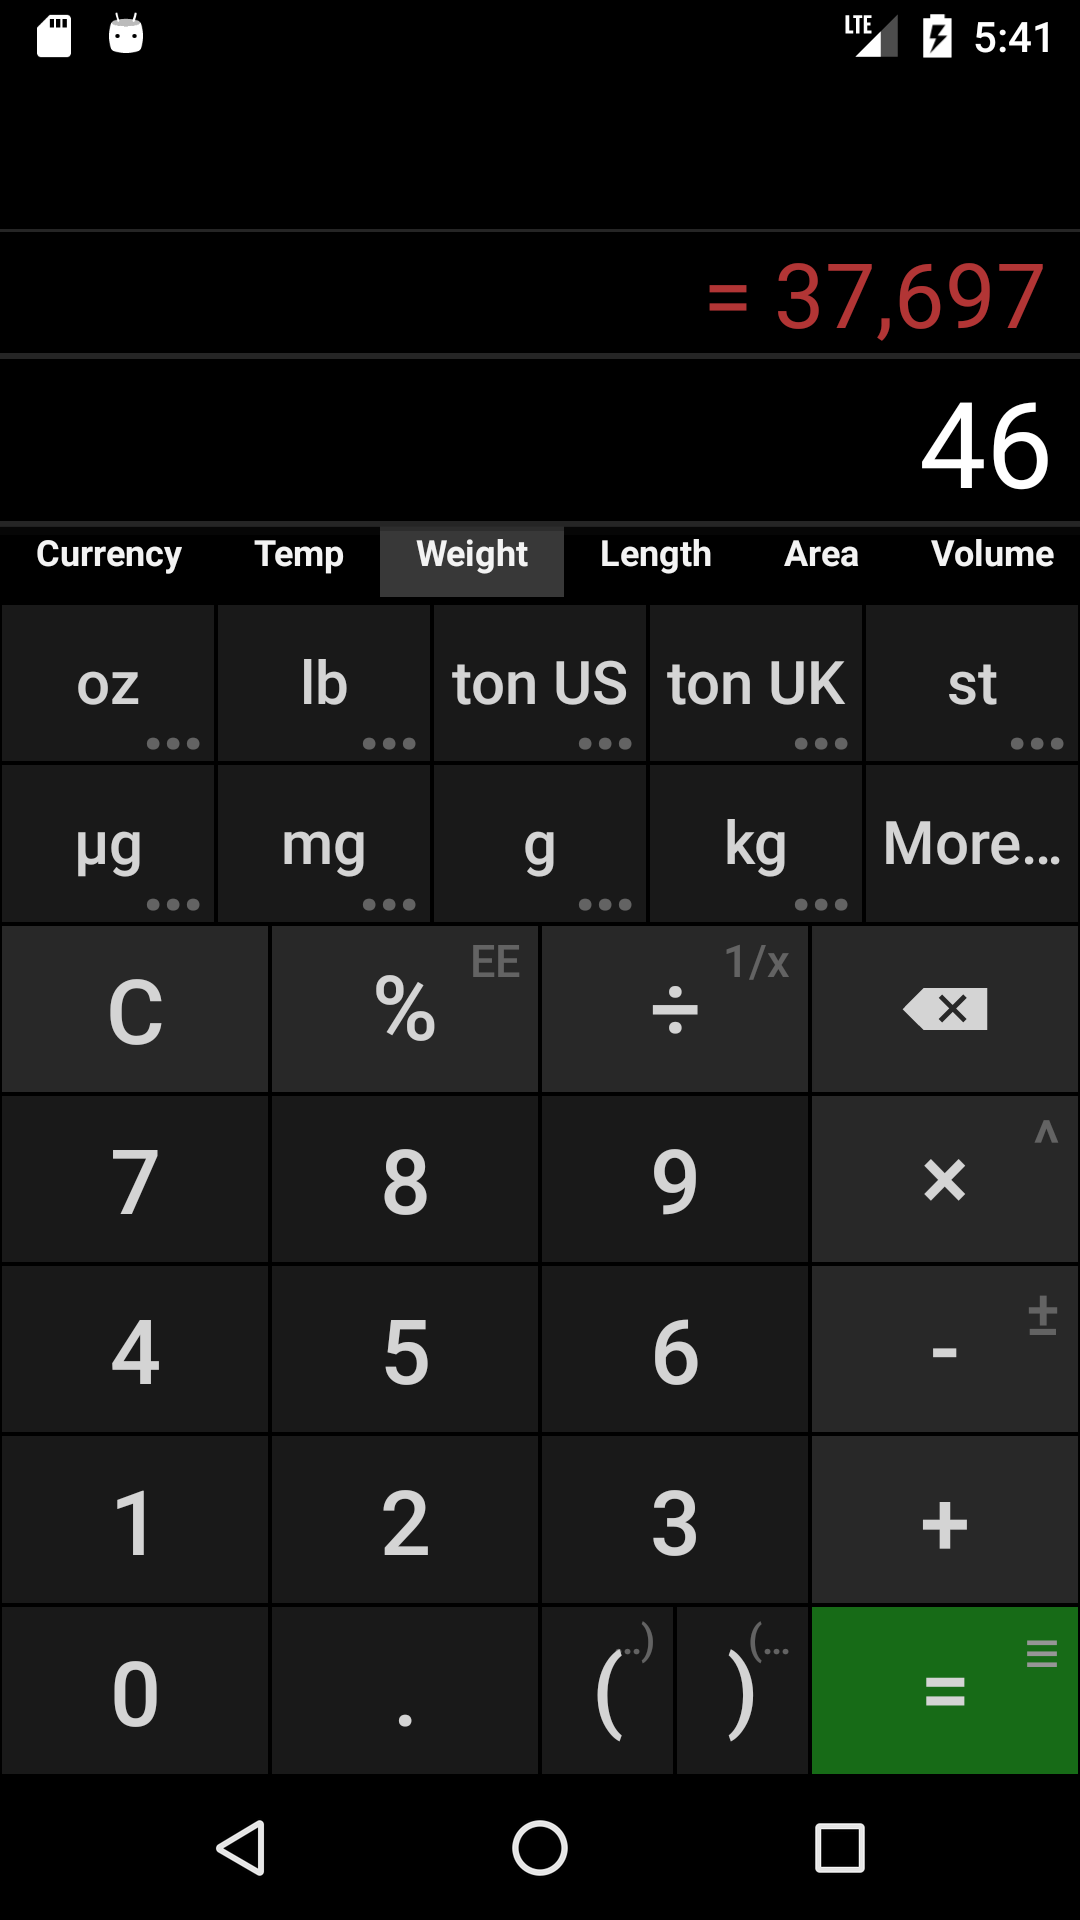 LTE 5:41
= 37,697
46
Currency Temp Weight Length Area Volume
oz lb ton US ton UK st
µg mg g kg More...
C % EE ÷ 1/x
7 8 9 × ^
4 5 6 - ±
1 2 3 +
0 . ( ..) ) (... = ≡